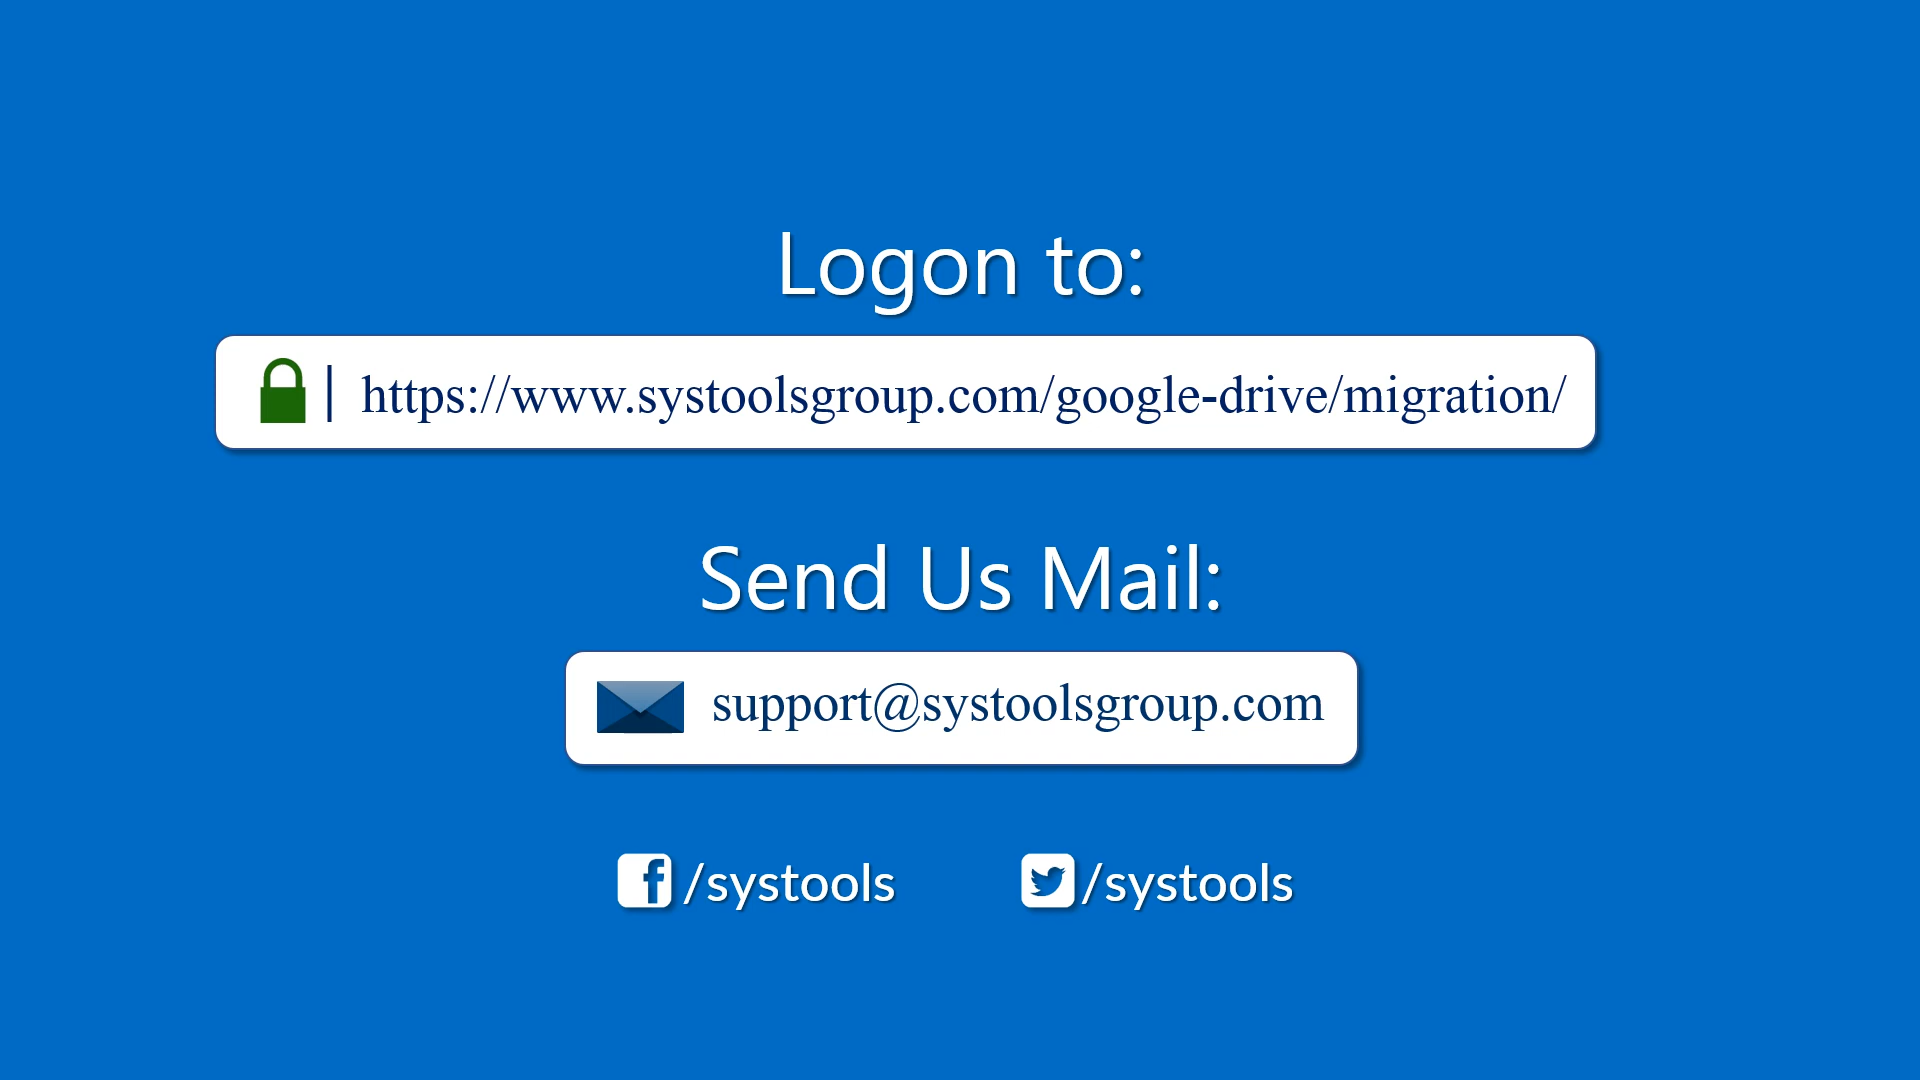 Logon to:
https://www.systoolsgroup.com/google-drive/migration/
Send Us Mail:
support@systoolsgroup.com
/systools /systools